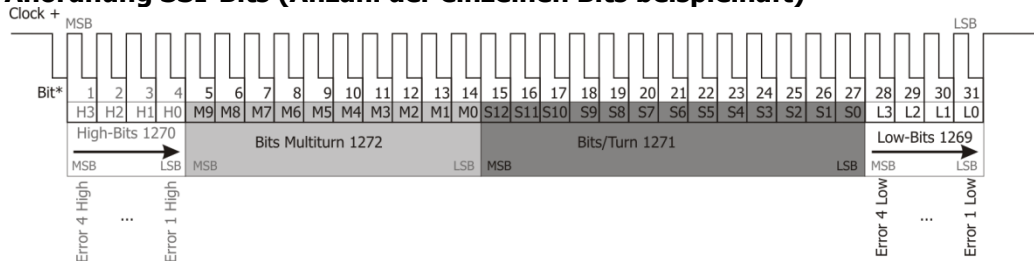 Anordnung SSI-Bits (Anzahl der einzelnen Bits beispielhaft)
Clock +
MSB LSB
Bit* 1 2 3 4 5 6 7 8 9 10 11 12 13 14 15 16 17 18 19 20 21 22 23 24 25 26 27 28 29 30 31
H3 H2 H1 H0 M9 M8 M7 M6 M5 M4 M3 M2 M1 M0 S12 S11 S10 S9 S8 S7 S6 S5 S4 S3 S2 S1 S0 L3 L2 L1 L0
High-Bits 1270 Bits Multiturn 1272 Bits/Turn 1271 Low-Bits 1269
MSB LSB MSB LSB MSB LSB MSB LSB
Error 4 High ... Error 1 High Error 4 Low ... Error 1 Low